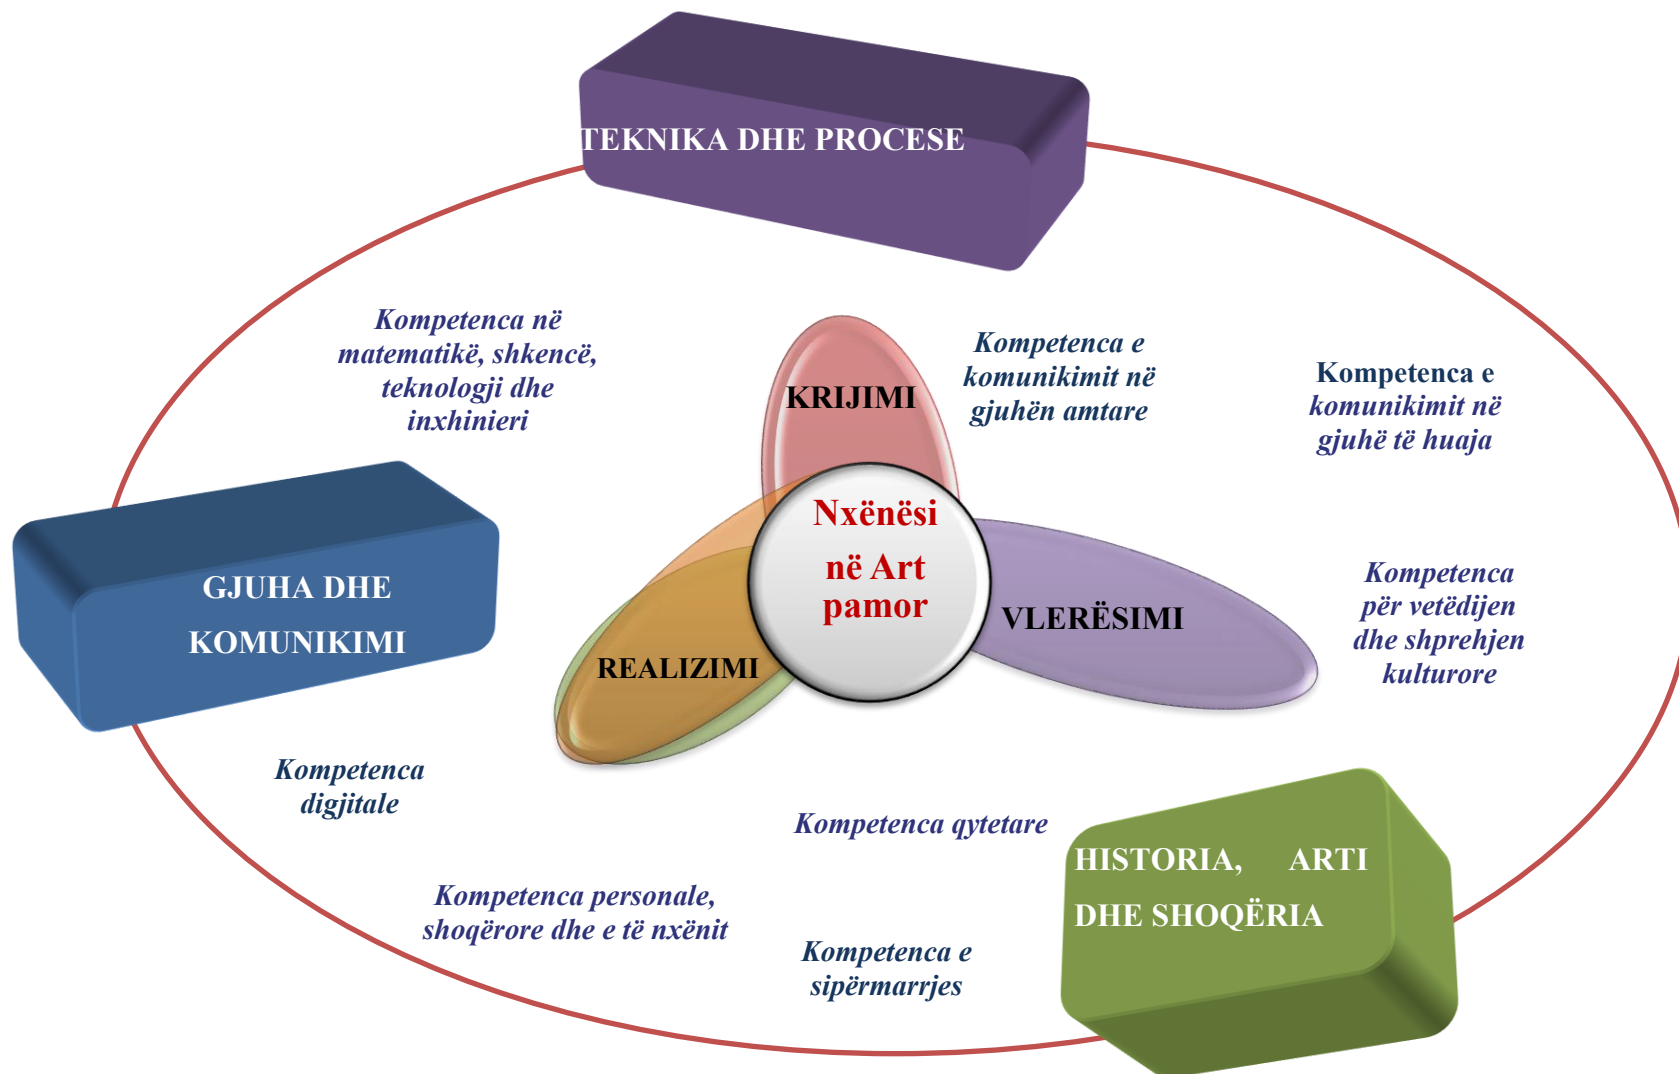 TEKNIKA DHE PROCESE
Kompetenca në
matematikë, shkencë,
teknologji dhe
inxhinieri
KRIJIMI
Kompetenca e
komunikimit në
gjuhën amtare
Kompetenca e
komunikimit në
gjuhë të huaja
GJUHA DHE
KOMUNIKIMI
Nxënësi
në Art
pamor
REALIZIMI
VLERËSIMI
Kompetenca
për vetëdijen
dhe shprehjen
kulturore
Kompetenca
digjitale
Kompetenca qytetare
HISTORIA, ARTI
DHE SHOQËRIA
Kompetenca personale,
shoqërore dhe e të nxënit
Kompetenca e
sipërmarrjes